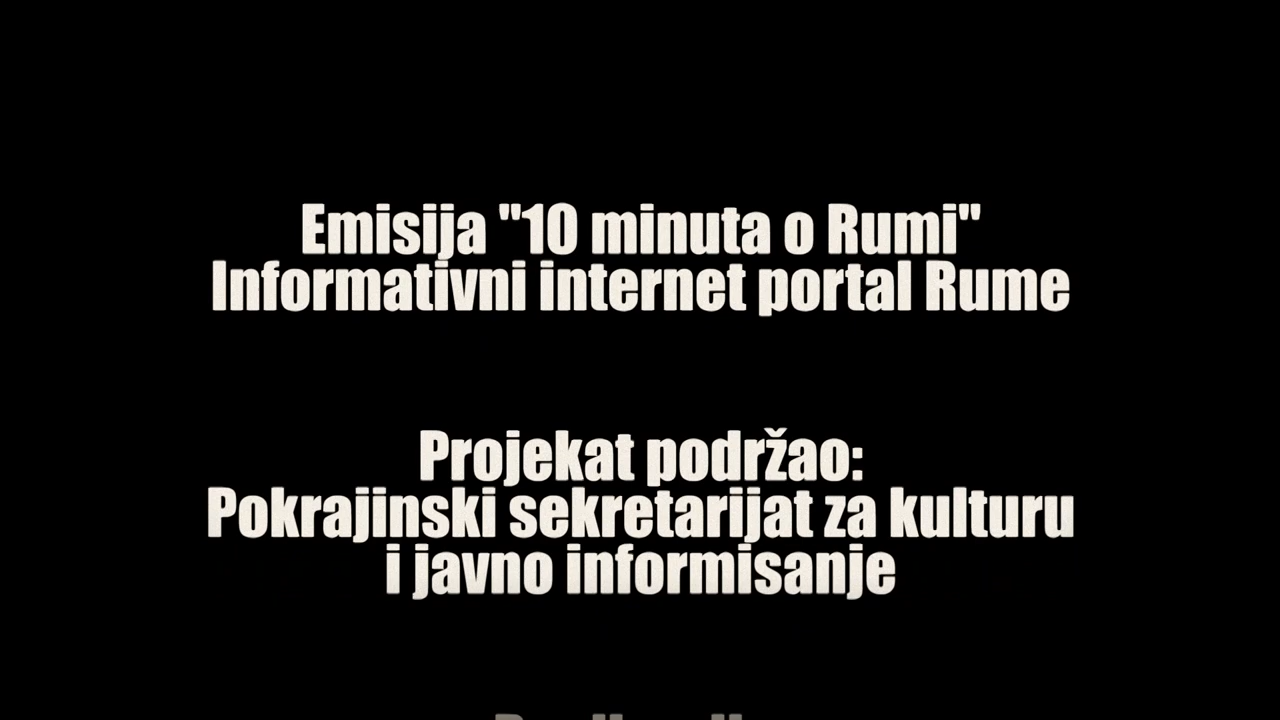 Emisija "10 minuta o Rumi"
Informativni internet portal Rume
Projekat podržao:
Pokrajinski sekretarijat za kulturu
i javno informisanje